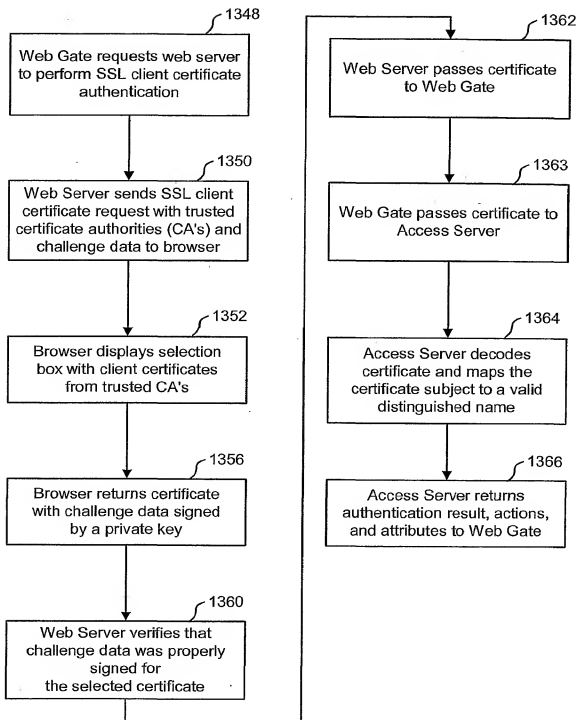 1348
Web Gate requests web server
to perform SSL client certificate
authentication
1350
Web Server sends SSL client
certificate request with trusted
certificate authorities (CA's) and
challenge data to browser
1352
Browser displays selection
box with client certificates
from trusted CA's
1356
Browser returns certificate
with challenge data signed
by a private key
1360
Web Server verifies that
challenge data was properly
signed for
the selected certificate
1362
Web Server passes certificate
to Web Gate
1363
Web Gate passes certificate to
Access Server
1364
Access Server decodes
certificate and maps the
certificate subject to a valid
distinguished name
1366
Access Server returns
authentication result, actions,
and attributes to Web Gate